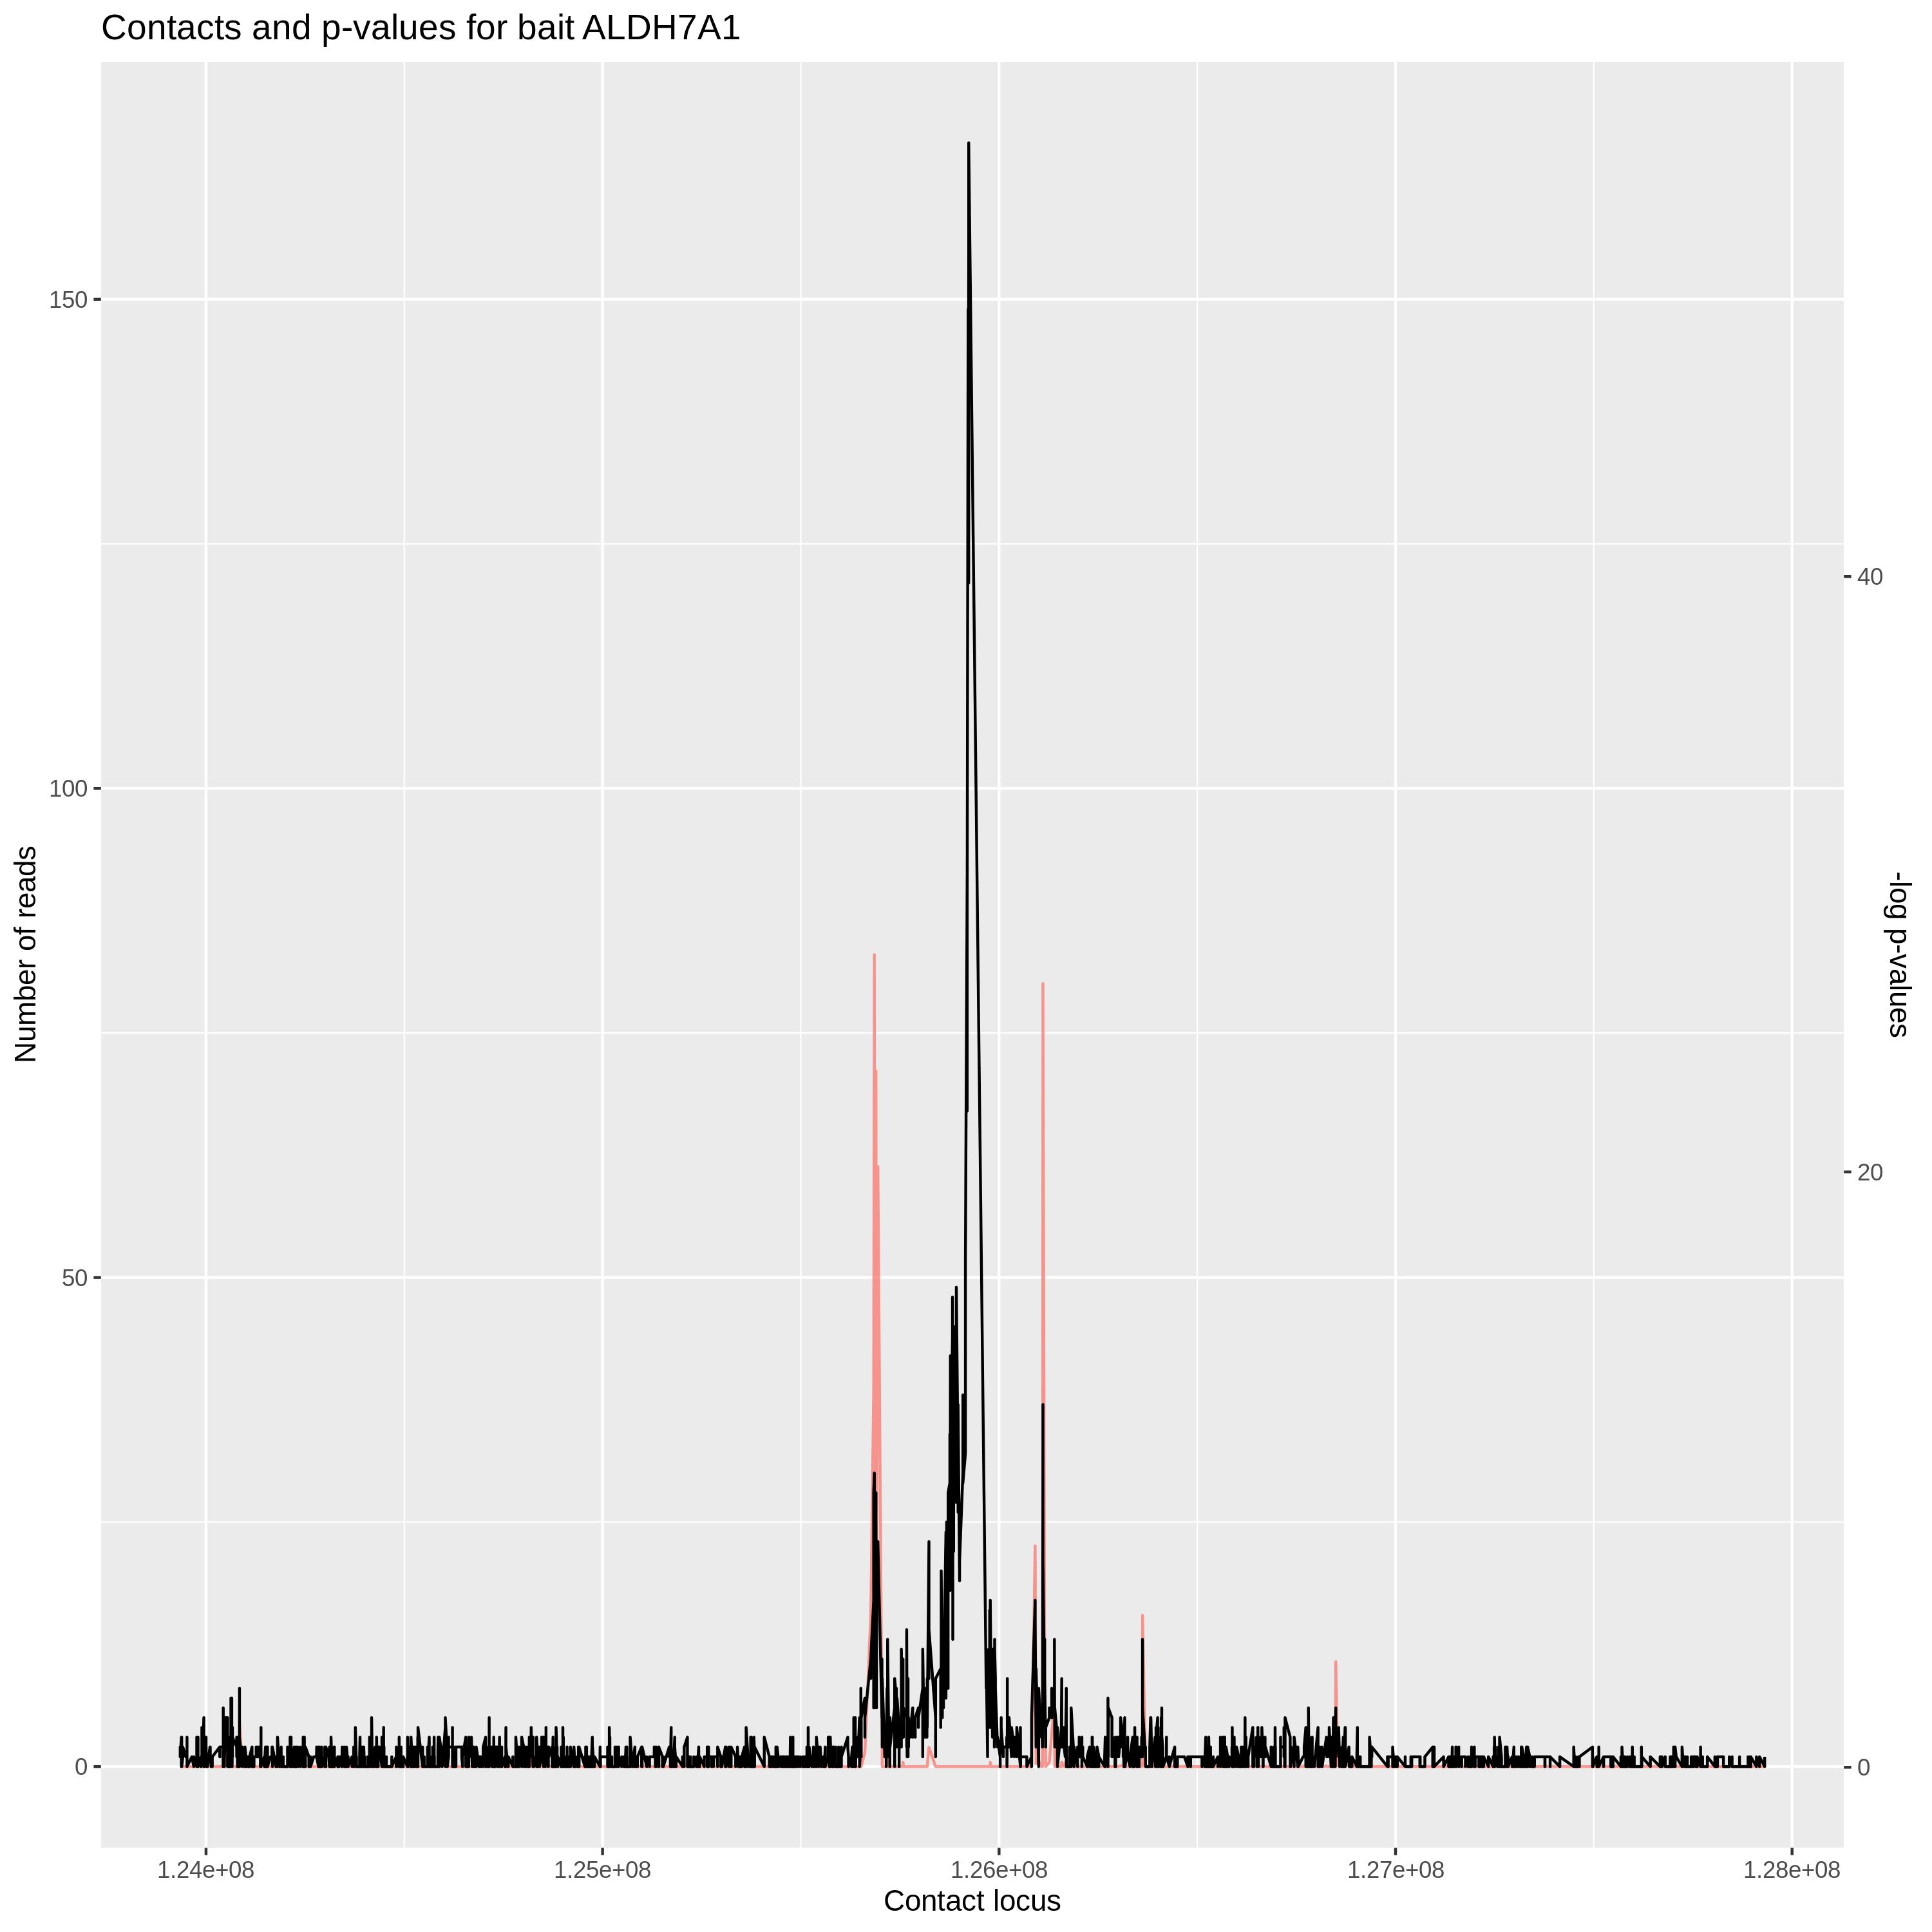 Contacts and p-values for bait ALDH7A1
150
100
50
0
Number of reads
40
20
0
-log p-values
1.24e+08
1.25e+08
1.26e+08
1.27e+08
1.28e+08
Contact locus